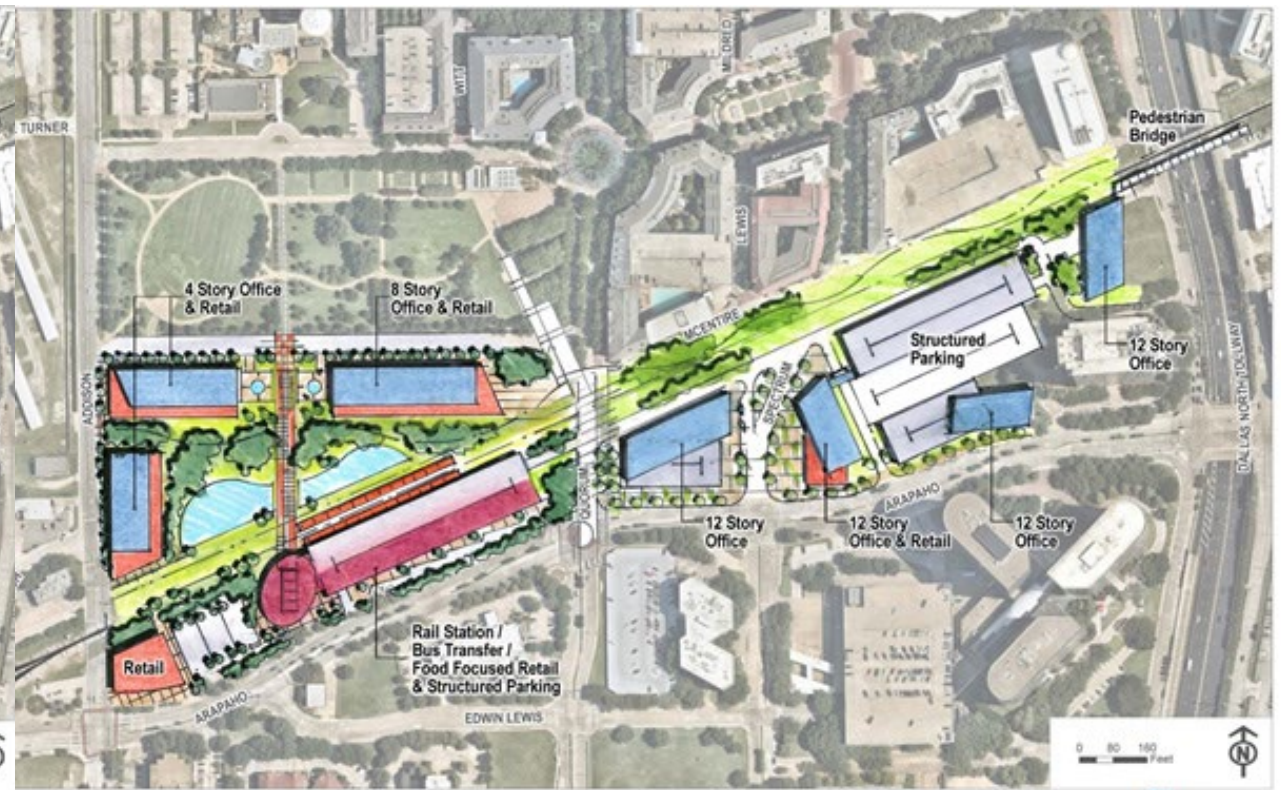 MILDRED
WITT
Pedestrian
Bridge
TURNER
LEWIS
4 Story Office
& Retail
8 Story
Office & Retail
MCENTIRE
Structured
Parking
12 Story
Office
ADDISON
SPECTRUM
DALLAS NORTH TOLLWAY
QUORUM
ARAPAHO
12 Story
Office
12 Story
Office & Retail
12 Story
Office
Rail Station /
Bus Transfer /
Food Focused Retail
& Structured Parking
Retail
ARAPAHO
EDWIN LEWIS
0 80 160
Feet
N